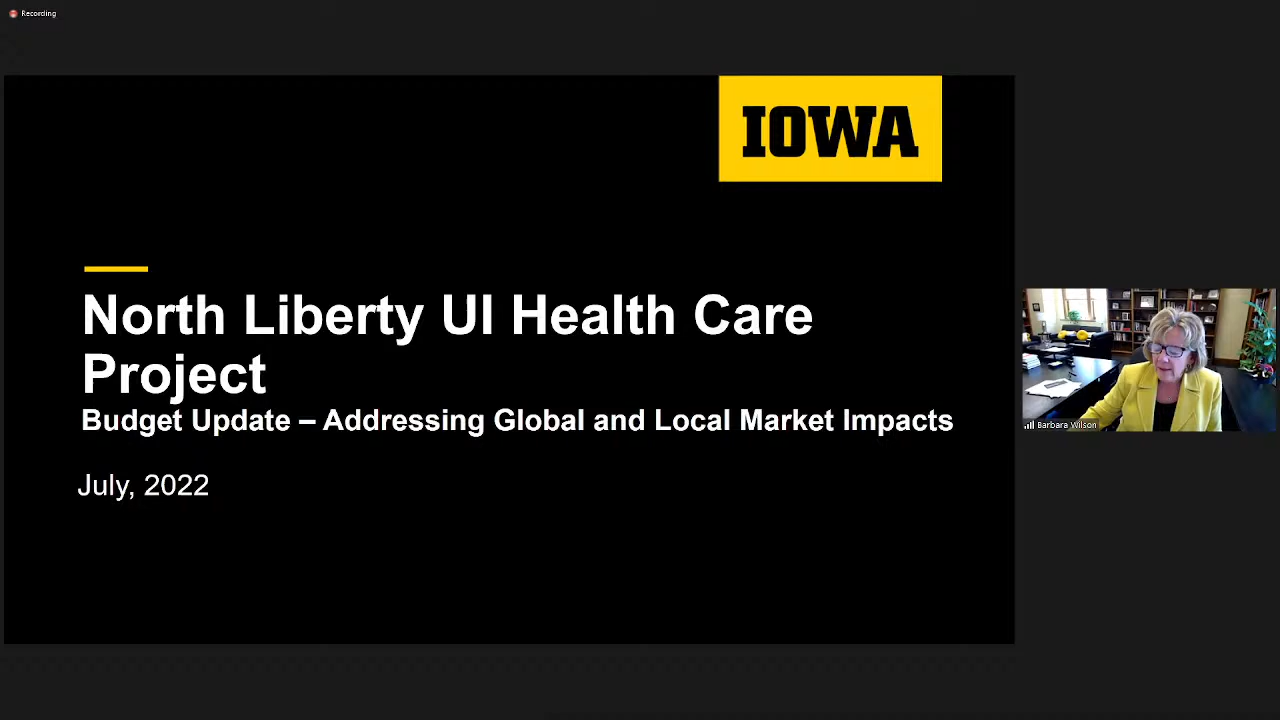 Recording
IOWA
North Liberty UI Health Care
Project
Budget Update – Addressing Global and Local Market Impacts
July, 2022
Barbara Wilson